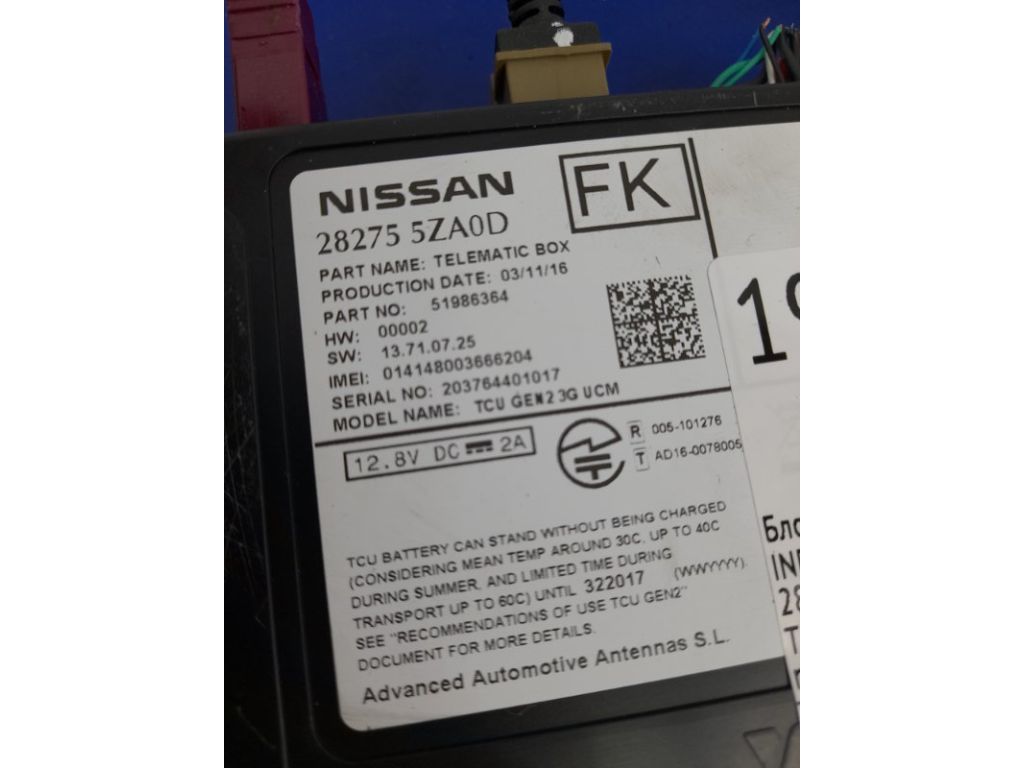 NISSAN
FK
28275 5ZA0D
PART NAME: TELEMATIC BOX
PRODUCTION DATE: 03/11/16
PART NO: 51986364
HW: 00002
SW: 13.71.07.25
IMEI: 014148003666204
SERIAL NO: 203764401017
MODEL NAME: TCU GEN2 3G UCM
12.8V DC 2A
R 005-101276
T AD16-0078005
TCU BATTERY CAN STAND WITHOUT BEING CHARGED
(CONSIDERING MEAN TEMP AROUND 30C, UP TO 40C
DURING SUMMER, AND LIMITED TIME DURING
TRANSPORT UP TO 60C) UNTIL 322017 (WWYYYY).
SEE "RECOMMENDATIONS OF USE TCU GEN2"
DOCUMENT FOR MORE DETAILS.
Advanced Automotive Antennas S.L.